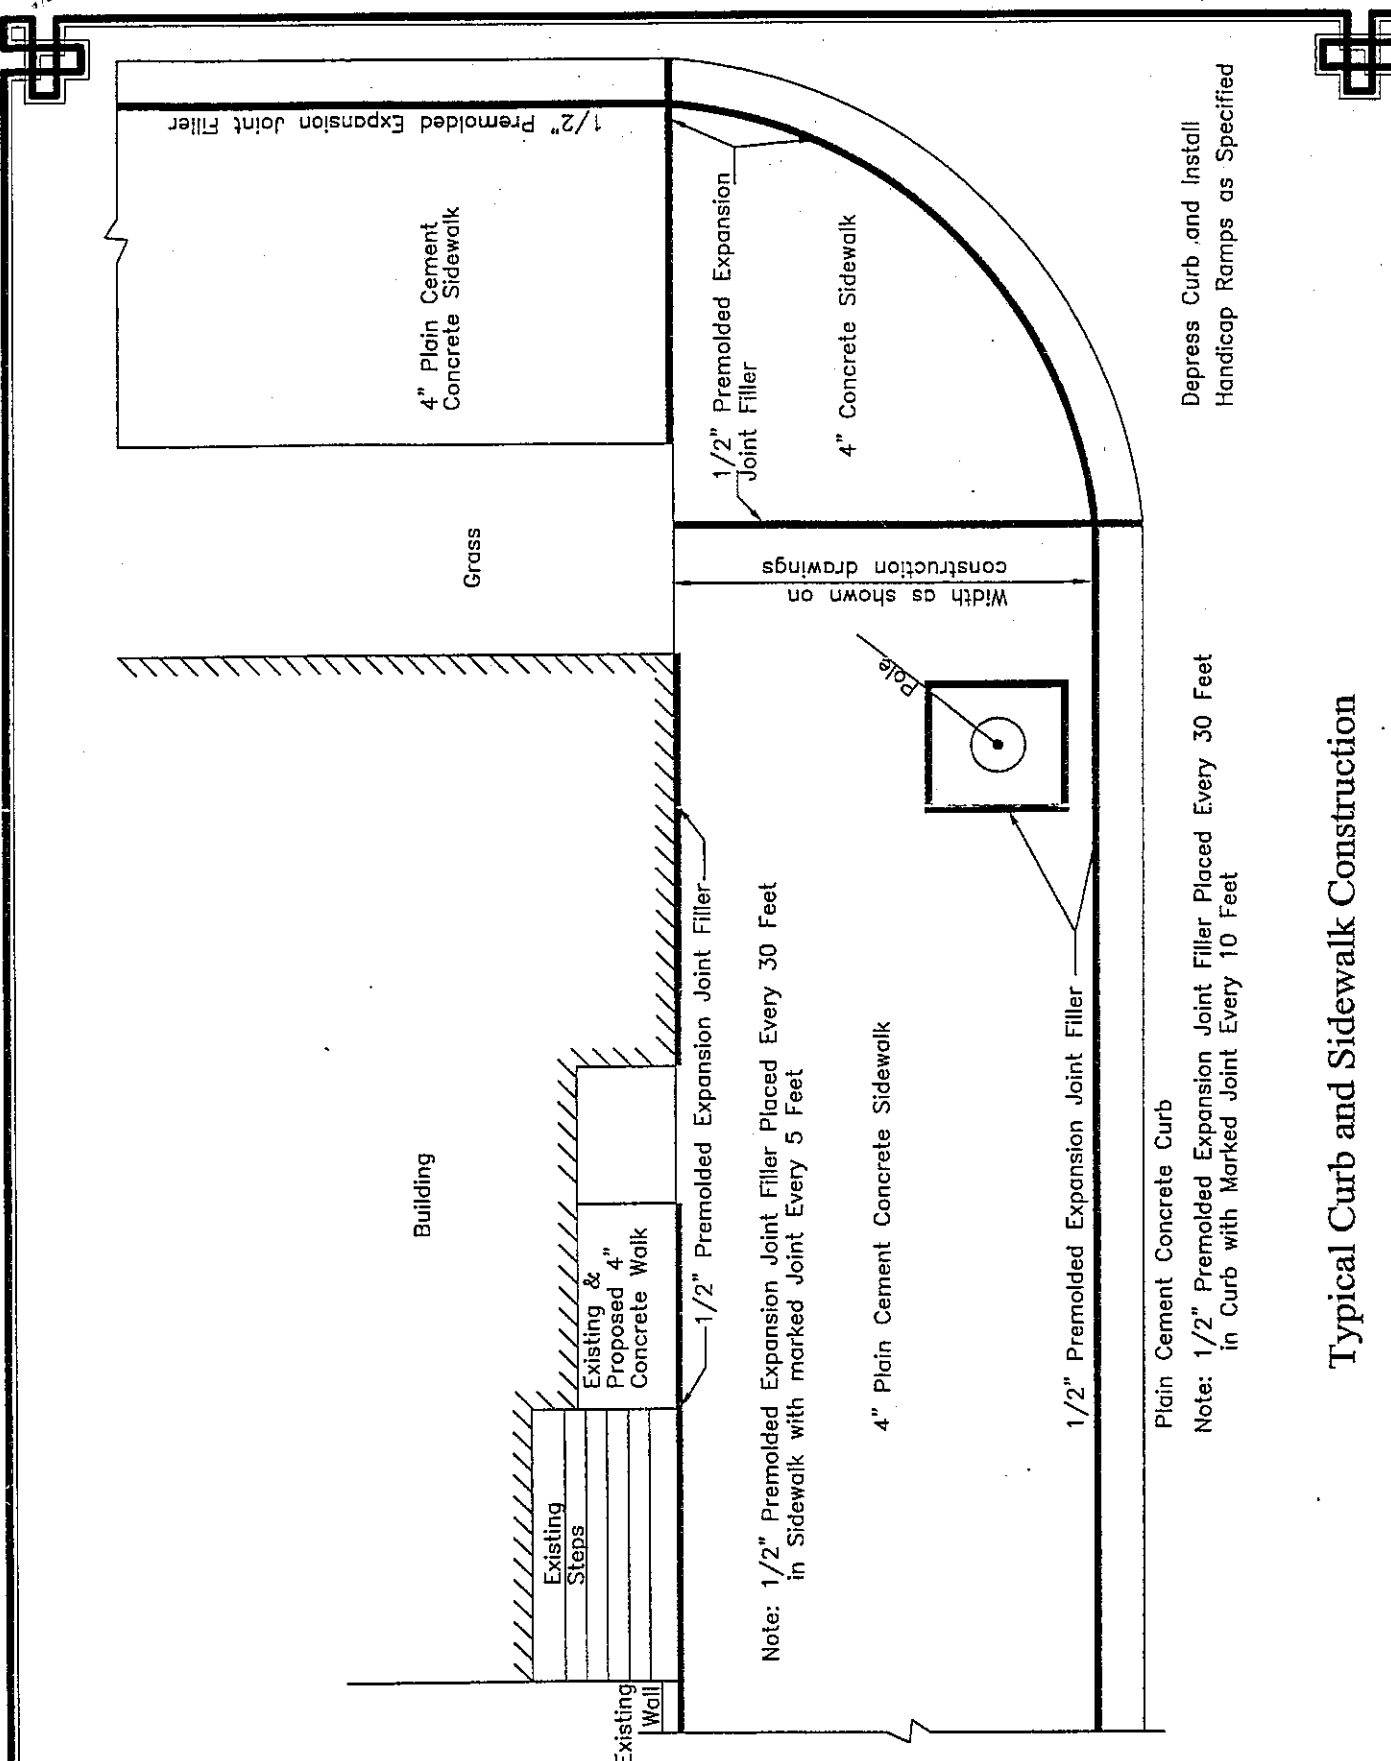 1/2" Premolded Expansion Joint Filler
4" Plain Cement
Concrete Sidewalk
1/2" Premolded Expansion
Joint Filler
4" Concrete Sidewalk
Depress Curb and Install
Handicap Ramps as Specified
Grass
Width as shown on
construction drawings
Pole
Building
Existing &
Proposed 4"
Concrete Walk
1/2" Premolded Expansion Joint Filler
Existing
Steps
Existing
Wall
Note: 1/2" Premolded Expansion Joint Filler Placed Every 30 Feet
in Sidewalk with marked Joint Every 5 Feet
4" Plain Cement Concrete Sidewalk
1/2" Premolded Expansion Joint Filler
Plain Cement Concrete Curb
Note: 1/2" Premolded Expansion Joint Filler Placed Every 30 Feet
in Curb with Marked Joint Every 10 Feet
Typical Curb and Sidewalk Construction